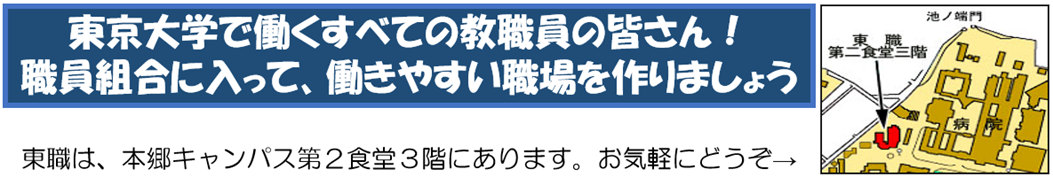 東京大学で働くすべての教職員の皆さん！
職員組合に入って、働きやすい職場を作りましょう
東職は、本郷キャンパス第２食堂３階にあります。お気軽にどうぞ→
池ノ端門
東職
第二食堂三階
病院